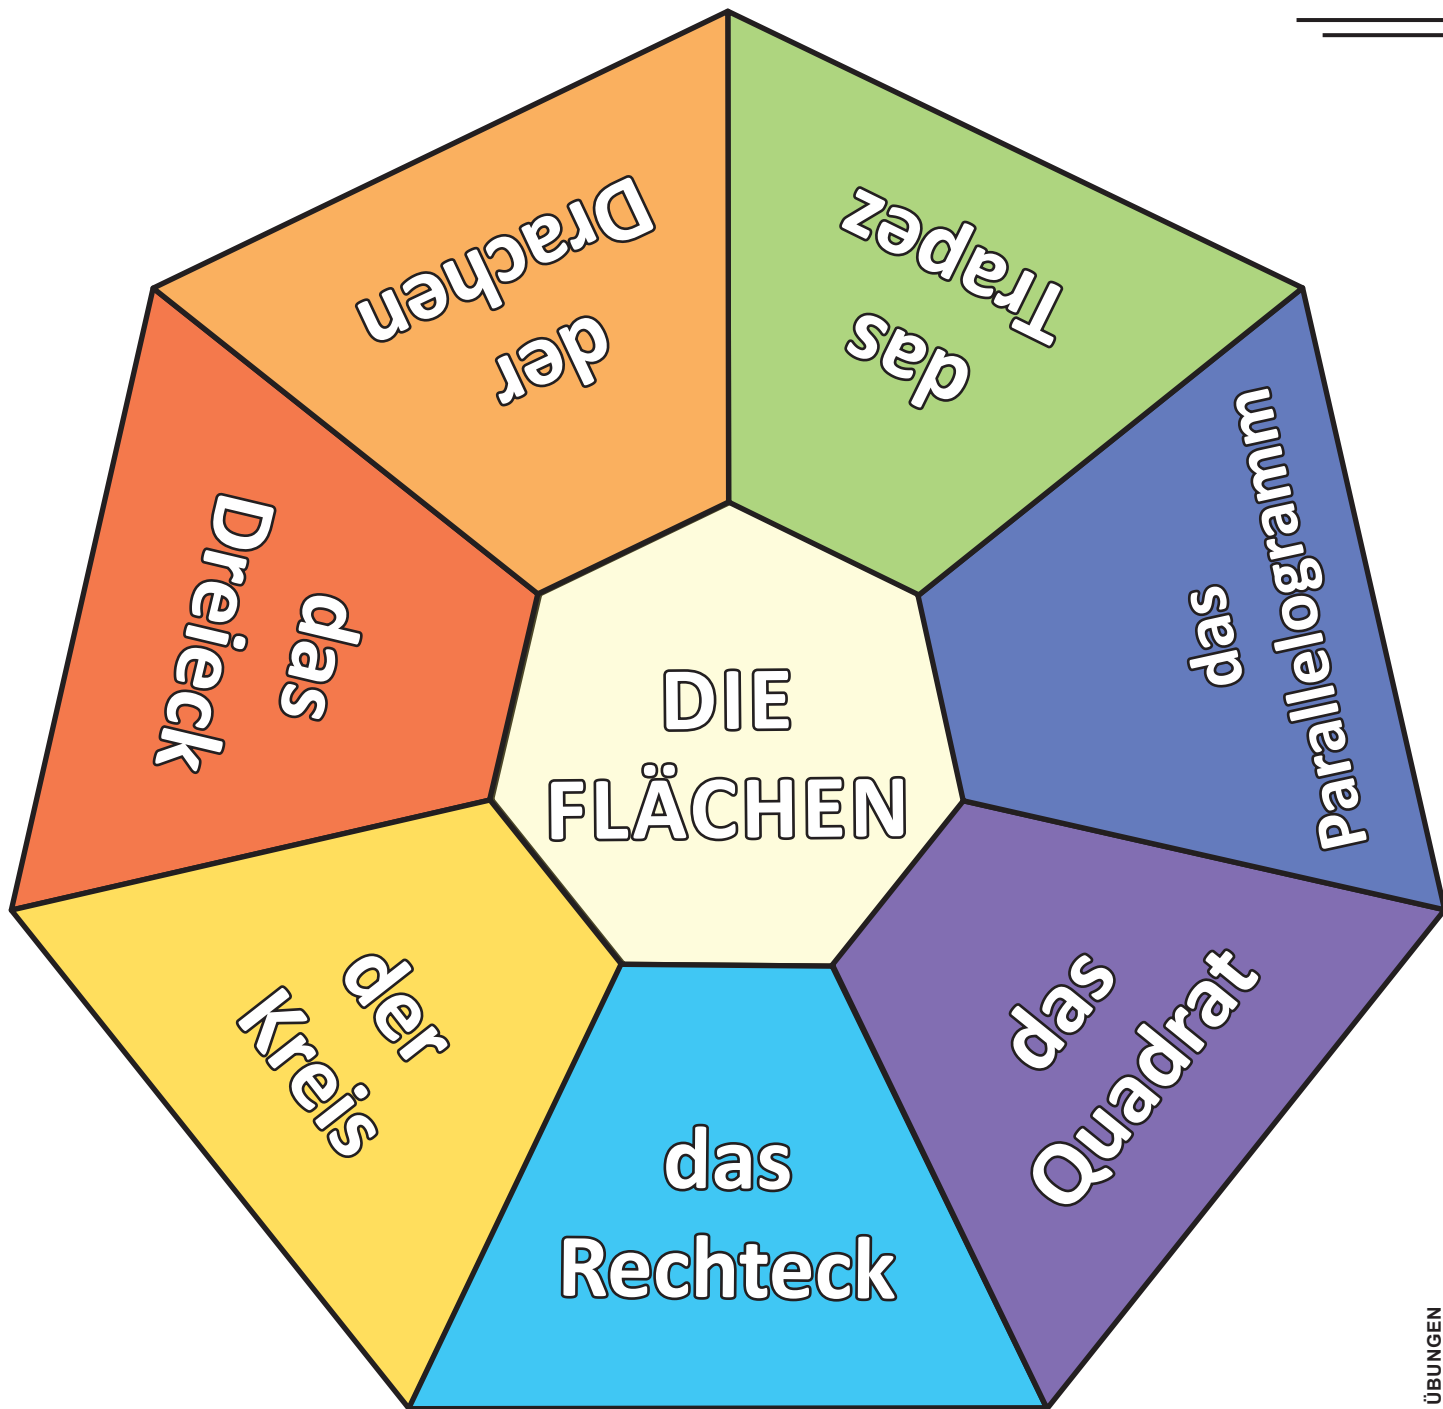 DIE
FLÄCHEN
das
Trapez
das
Parallelogramm
das
Quadrat
das
Rechteck
der
Kreis
das
Dreieck
der
Drachen
ÜBUNGEN